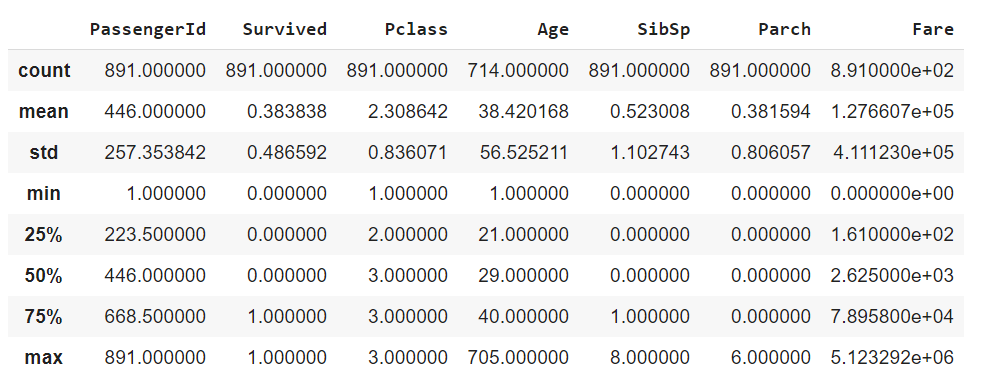 PassengerId Survived Pclass Age SibSp Parch Fare
count 891.000000 891.000000 891.000000 714.000000 891.000000 891.000000 8.910000e+02
mean 446.000000 0.383838 2.308642 38.420168 0.523008 0.381594 1.276607e+05
std 257.353842 0.486592 0.836071 56.525211 1.102743 0.806057 4.111230e+05
min 1.000000 0.000000 1.000000 1.000000 0.000000 0.000000 0.000000e+00
25% 223.500000 0.000000 2.000000 21.000000 0.000000 0.000000 1.610000e+02
50% 446.000000 0.000000 3.000000 29.000000 0.000000 0.000000 2.625000e+03
75% 668.500000 1.000000 3.000000 40.000000 1.000000 0.000000 7.895800e+04
max 891.000000 1.000000 3.000000 705.000000 8.000000 6.000000 5.123292e+06